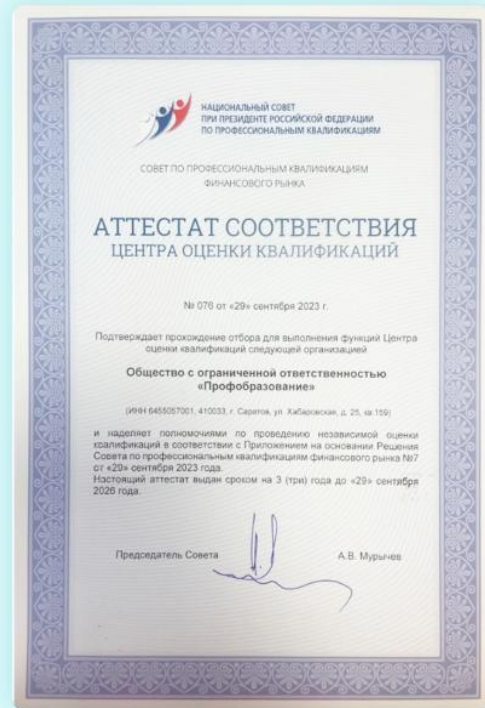 НАЦИОНАЛЬНЫЙ СОВЕТ
ПРИ ПРЕЗИДЕНТЕ РОССИЙСКОЙ ФЕДЕРАЦИИ
ПО ПРОФЕССИОНАЛЬНЫМ КВАЛИФИКАЦИЯМ
СОВЕТ ПО ПРОФЕССИОНАЛЬНЫМ КВАЛИФИКАЦИЯМ
ФИНАНСОВОГО РЫНКА
АТТЕСТАТ СООТВЕТСТВИЯ
ЦЕНТРА ОЦЕНКИ КВАЛИФИКАЦИЙ
№ 076 от «29» сентября 2023 г.
Подтверждает прохождение отбора для выполнения функций Центра
оценки квалификаций следующей организацией
Общество с ограниченной ответственностью
«Профобразование»
(ИНН 6455057001, 410033, г. Саратов, ул. Хабаровская, д. 25, кв.159)
и наделяет полномочиями по проведению независимой оценки
квалификаций в соответствии с Приложением на основании Решения
Совета по профессиональным квалификациям финансового рынка №7
от «29» сентября 2023 года.
Настоящий аттестат выдан сроком на 3 (три) года до «29» сентября
2026 года.
Председатель Совета А.В. Мурычев